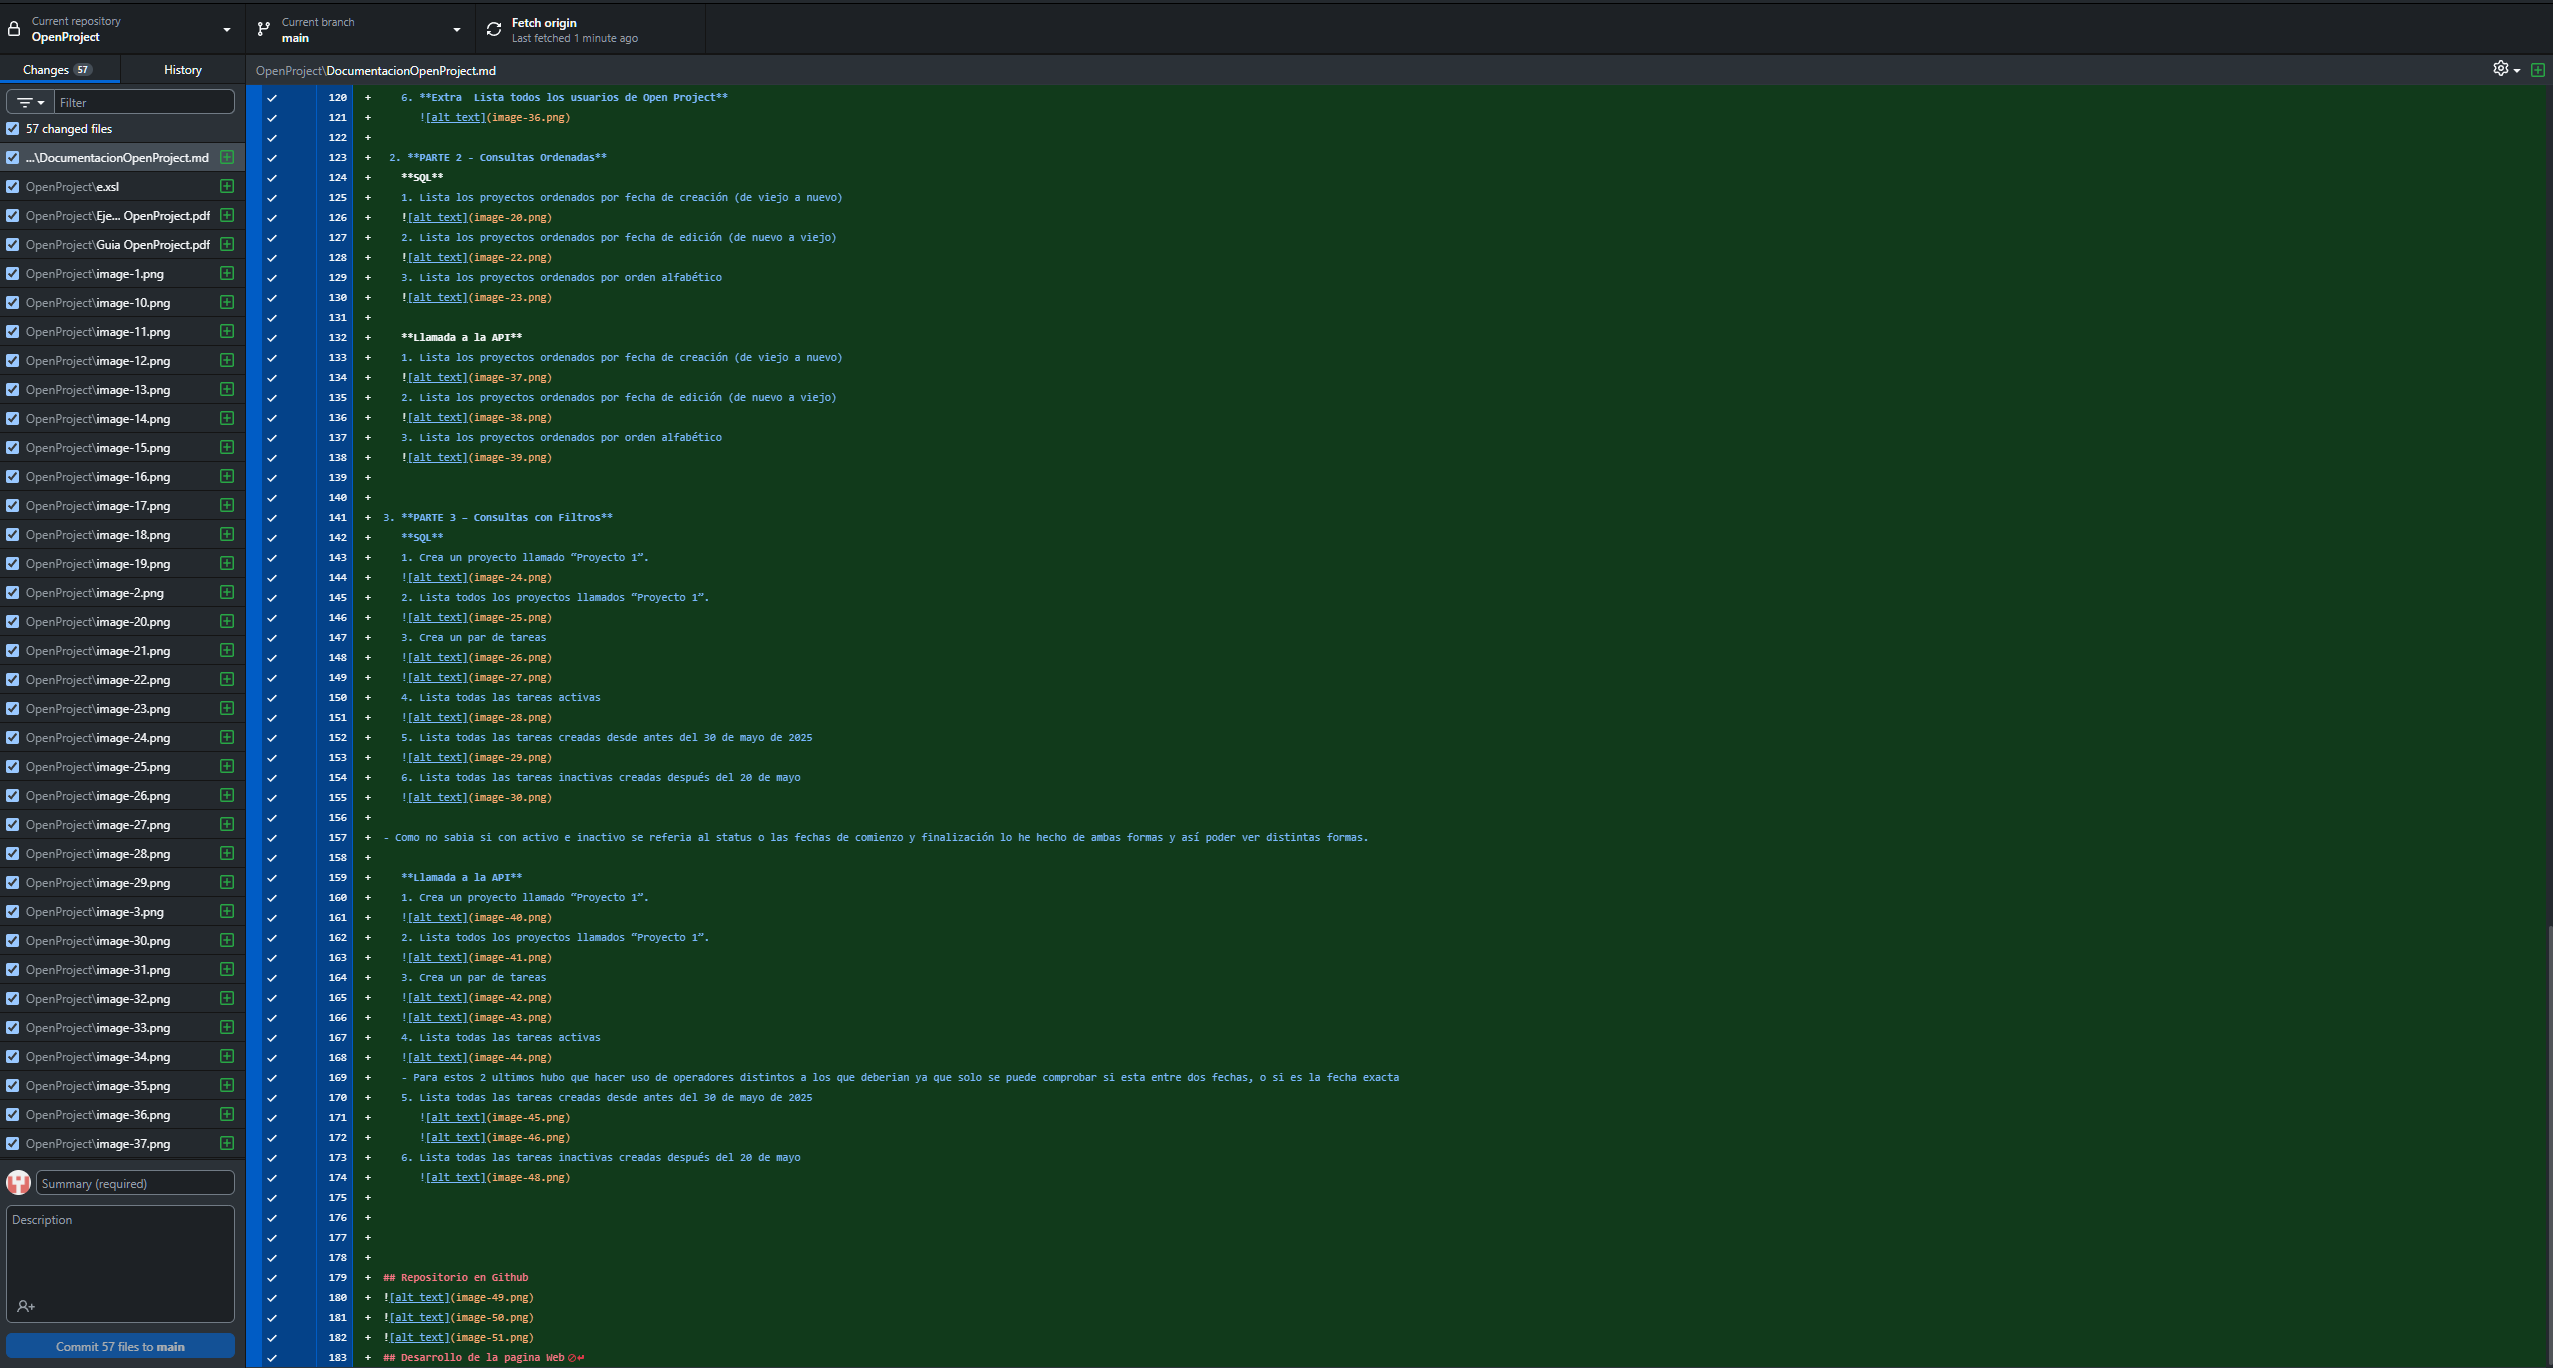 Current repository
OpenProject
Current branch
main
Fetch origin
Last fetched 1 minute ago
Changes 57
History
Filter
57 changed files
...\DocumentacionOpenProject.md
OpenProject\e.xsl
OpenProject\Eje... OpenProject.pdf
OpenProject\Guia OpenProject.pdf
OpenProject\image-1.png
OpenProject\image-10.png
OpenProject\image-11.png
OpenProject\image-12.png
OpenProject\image-13.png
OpenProject\image-14.png
OpenProject\image-15.png
OpenProject\image-16.png
OpenProject\image-17.png
OpenProject\image-18.png
OpenProject\image-19.png
OpenProject\image-2.png
OpenProject\image-20.png
OpenProject\image-21.png
OpenProject\image-22.png
OpenProject\image-23.png
OpenProject\image-24.png
OpenProject\image-25.png
OpenProject\image-26.png
OpenProject\image-27.png
OpenProject\image-28.png
OpenProject\image-29.png
OpenProject\image-3.png
OpenProject\image-30.png
OpenProject\image-31.png
OpenProject\image-32.png
OpenProject\image-33.png
OpenProject\image-34.png
OpenProject\image-35.png
OpenProject\image-36.png
OpenProject\image-37.png
Summary (required)
Description
Commit 57 files to main
OpenProject\DocumentacionOpenProject.md
120 + 6. **Extra  Lista todos los usuarios de Open Project**
121 + ![alt text](image-36.png)
122 +
123 + 2. **PARTE 2 - Consultas Ordenadas**
124 + **SQL**
125 + 1. Lista los proyectos ordenados por fecha de creación (de viejo a nuevo)
126 + ![alt text](image-20.png)
127 + 2. Lista los proyectos ordenados por fecha de edición (de nuevo a viejo)
128 + ![alt text](image-22.png)
129 + 3. Lista los proyectos ordenados por orden alfabético
130 + ![alt text](image-23.png)
131 +
132 + **Llamada a la API**
133 + 1. Lista los proyectos ordenados por fecha de creación (de viejo a nuevo)
134 + ![alt text](image-37.png)
135 + 2. Lista los proyectos ordenados por fecha de edición (de nuevo a viejo)
136 + ![alt text](image-38.png)
137 + 3. Lista los proyectos ordenados por orden alfabético
138 + ![alt text](image-39.png)
139 +
140 +
141 + 3. **PARTE 3 – Consultas con Filtros**
142 + **SQL**
143 + 1. Crea un proyecto llamado “Proyecto 1”.
144 + ![alt text](image-24.png)
145 + 2. Lista todos los proyectos llamados “Proyecto 1”.
146 + ![alt text](image-25.png)
147 + 3. Crea un par de tareas
148 + ![alt text](image-26.png)
149 + ![alt text](image-27.png)
150 + 4. Lista todas las tareas activas
151 + ![alt text](image-28.png)
152 + 5. Lista todas las tareas creadas desde antes del 30 de mayo de 2025
153 + ![alt text](image-29.png)
154 + 6. Lista todas las tareas inactivas creadas después del 20 de mayo
155 + ![alt text](image-30.png)
156 +
157 + - Como no sabia si con activo e inactivo se referia al status o las fechas de comienzo y finalización lo he hecho de ambas formas y así poder ver distintas formas.
158 +
159 + **Llamada a la API**
160 + 1. Crea un proyecto llamado “Proyecto 1”.
161 + ![alt text](image-40.png)
162 + 2. Lista todos los proyectos llamados “Proyecto 1”.
163 + ![alt text](image-41.png)
164 + 3. Crea un par de tareas
165 + ![alt text](image-42.png)
166 + ![alt text](image-43.png)
167 + 4. Lista todas las tareas activas
168 + ![alt text](image-44.png)
169 + - Para estos 2 ultimos hubo que hacer uso de operadores distintos a los que deberian ya que solo se puede comprobar si esta entre dos fechas, o si es la fecha exacta
170 + 5. Lista todas las tareas creadas desde antes del 30 de mayo de 2025
171 + ![alt text](image-45.png)
172 + ![alt text](image-46.png)
173 + 6. Lista todas las tareas inactivas creadas después del 20 de mayo
174 + ![alt text](image-48.png)
175 +
176 +
177 +
178 +
179 + ## Repositorio en Github
180 + ![alt text](image-49.png)
181 + ![alt text](image-50.png)
182 + ![alt text](image-51.png)
183 + ## Desarrollo de la pagina Web